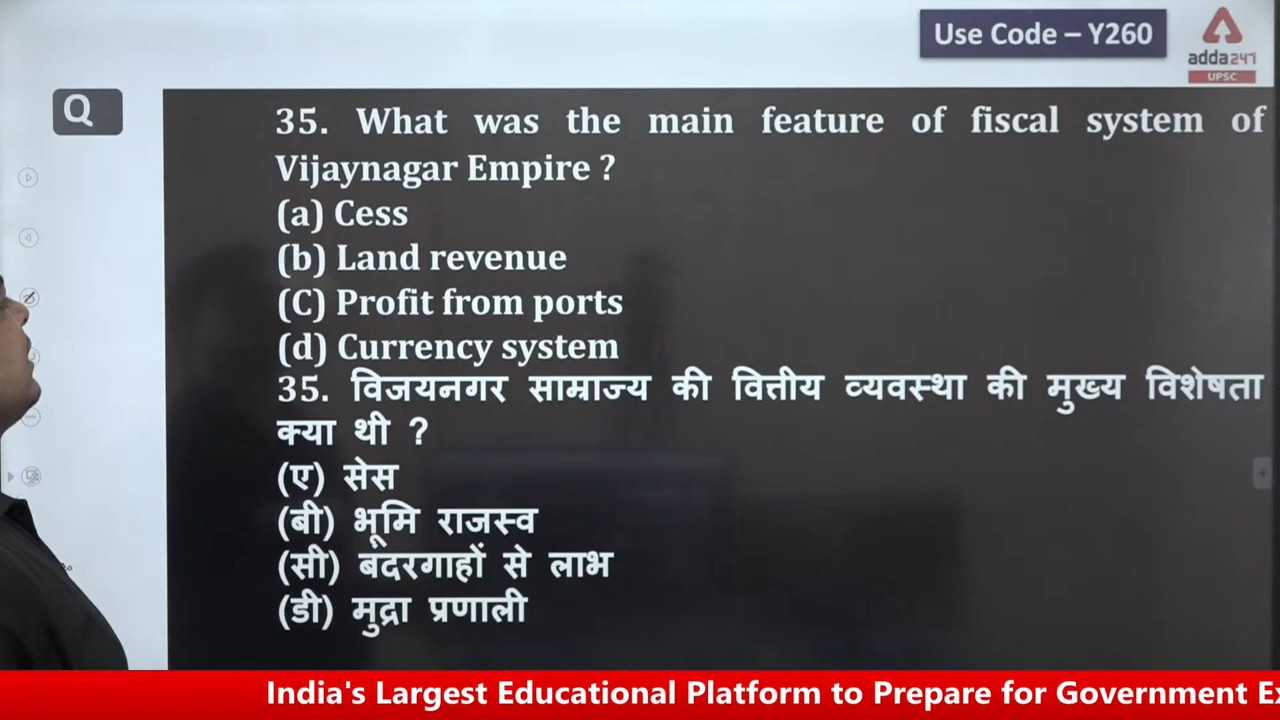 Use Code – Y260
adda247
UPSC
Q
35. What was the main feature of fiscal system of
Vijaynagar Empire ?
(a) Cess
(b) Land revenue
(C) Profit from ports
(d) Currency system
35. विजयनगर साम्राज्य की वित्तीय व्यवस्था की मुख्य विशेषता
क्या थी ?
(ए) सेस
(बी) भूमि राजस्व
(सी) बंदरगाहों से लाभ
(डी) मुद्रा प्रणाली
India's Largest Educational Platform to Prepare for Government Ex